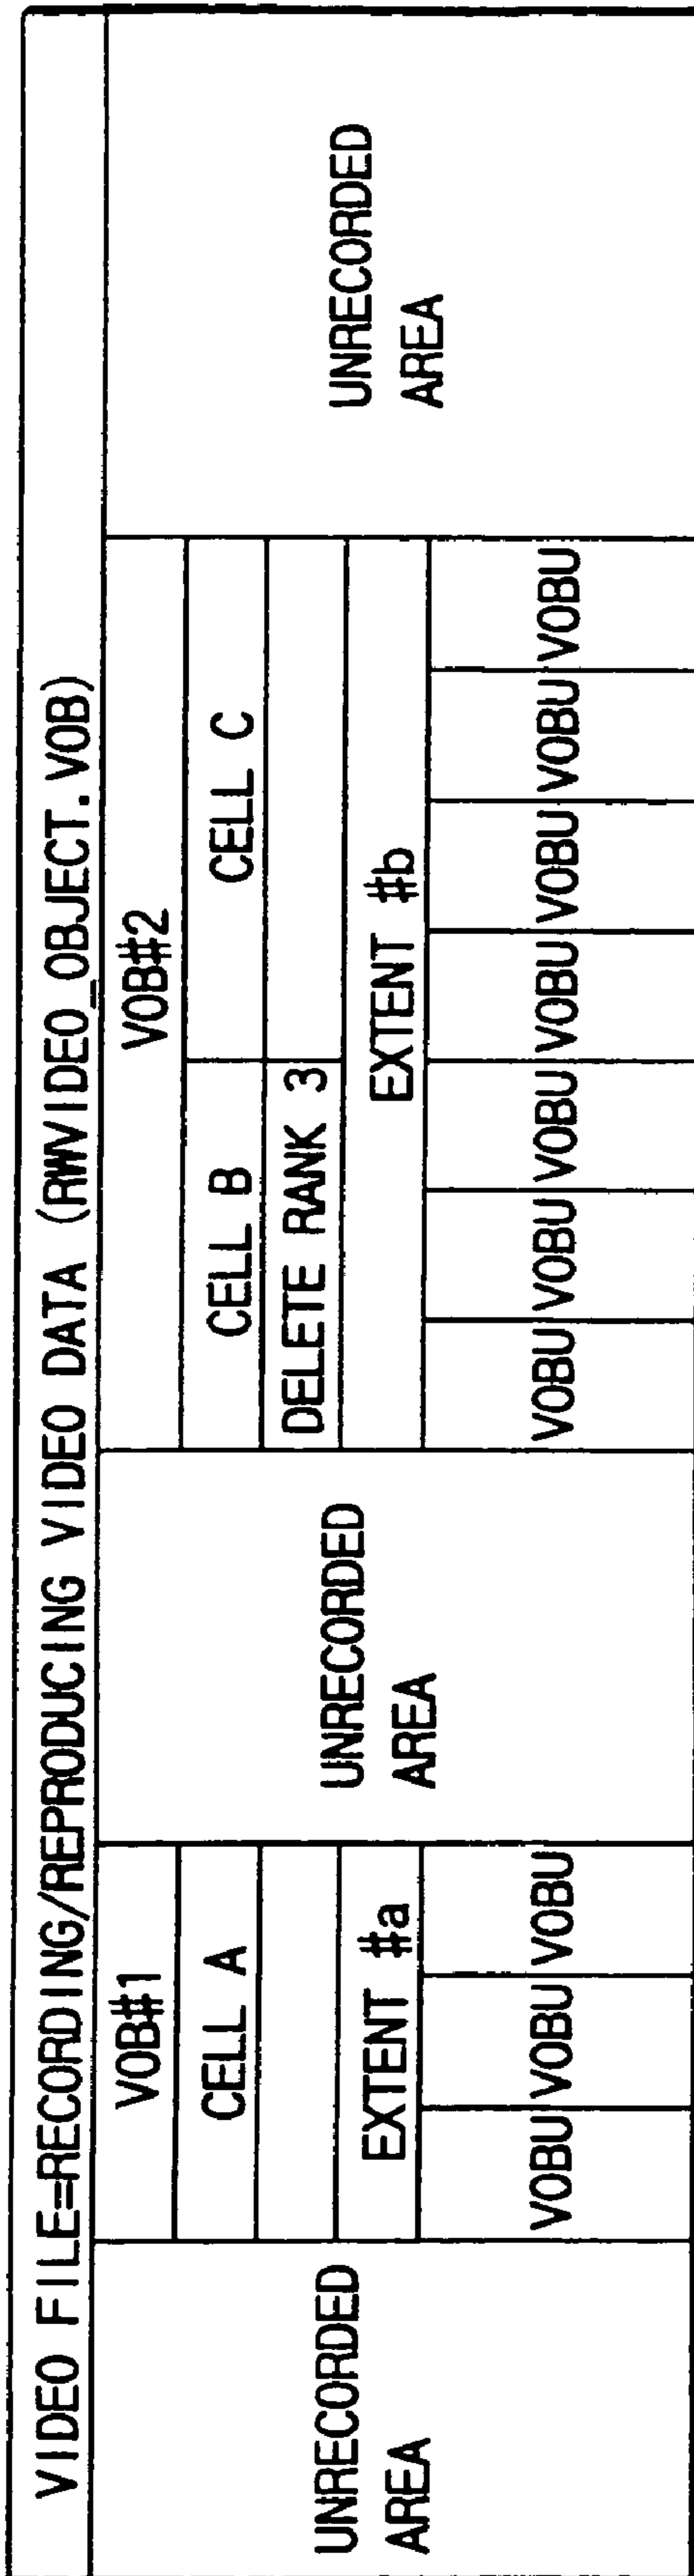 VIDEO FILE=RECORDING/REPRODUCING VIDEO DATA (RWVIDEO_OBJECT.VOB)
UNRECORDED
AREA
VOB#1
CELL A
EXTENT #a
VOBU VOBU VOBU
UNRECORDED
AREA
VOB#2
CELL B CELL C
DELETE RANK 3
EXTENT #b
VOBU VOBU VOBU VOBU VOBU VOBU VOBU
UNRECORDED
AREA